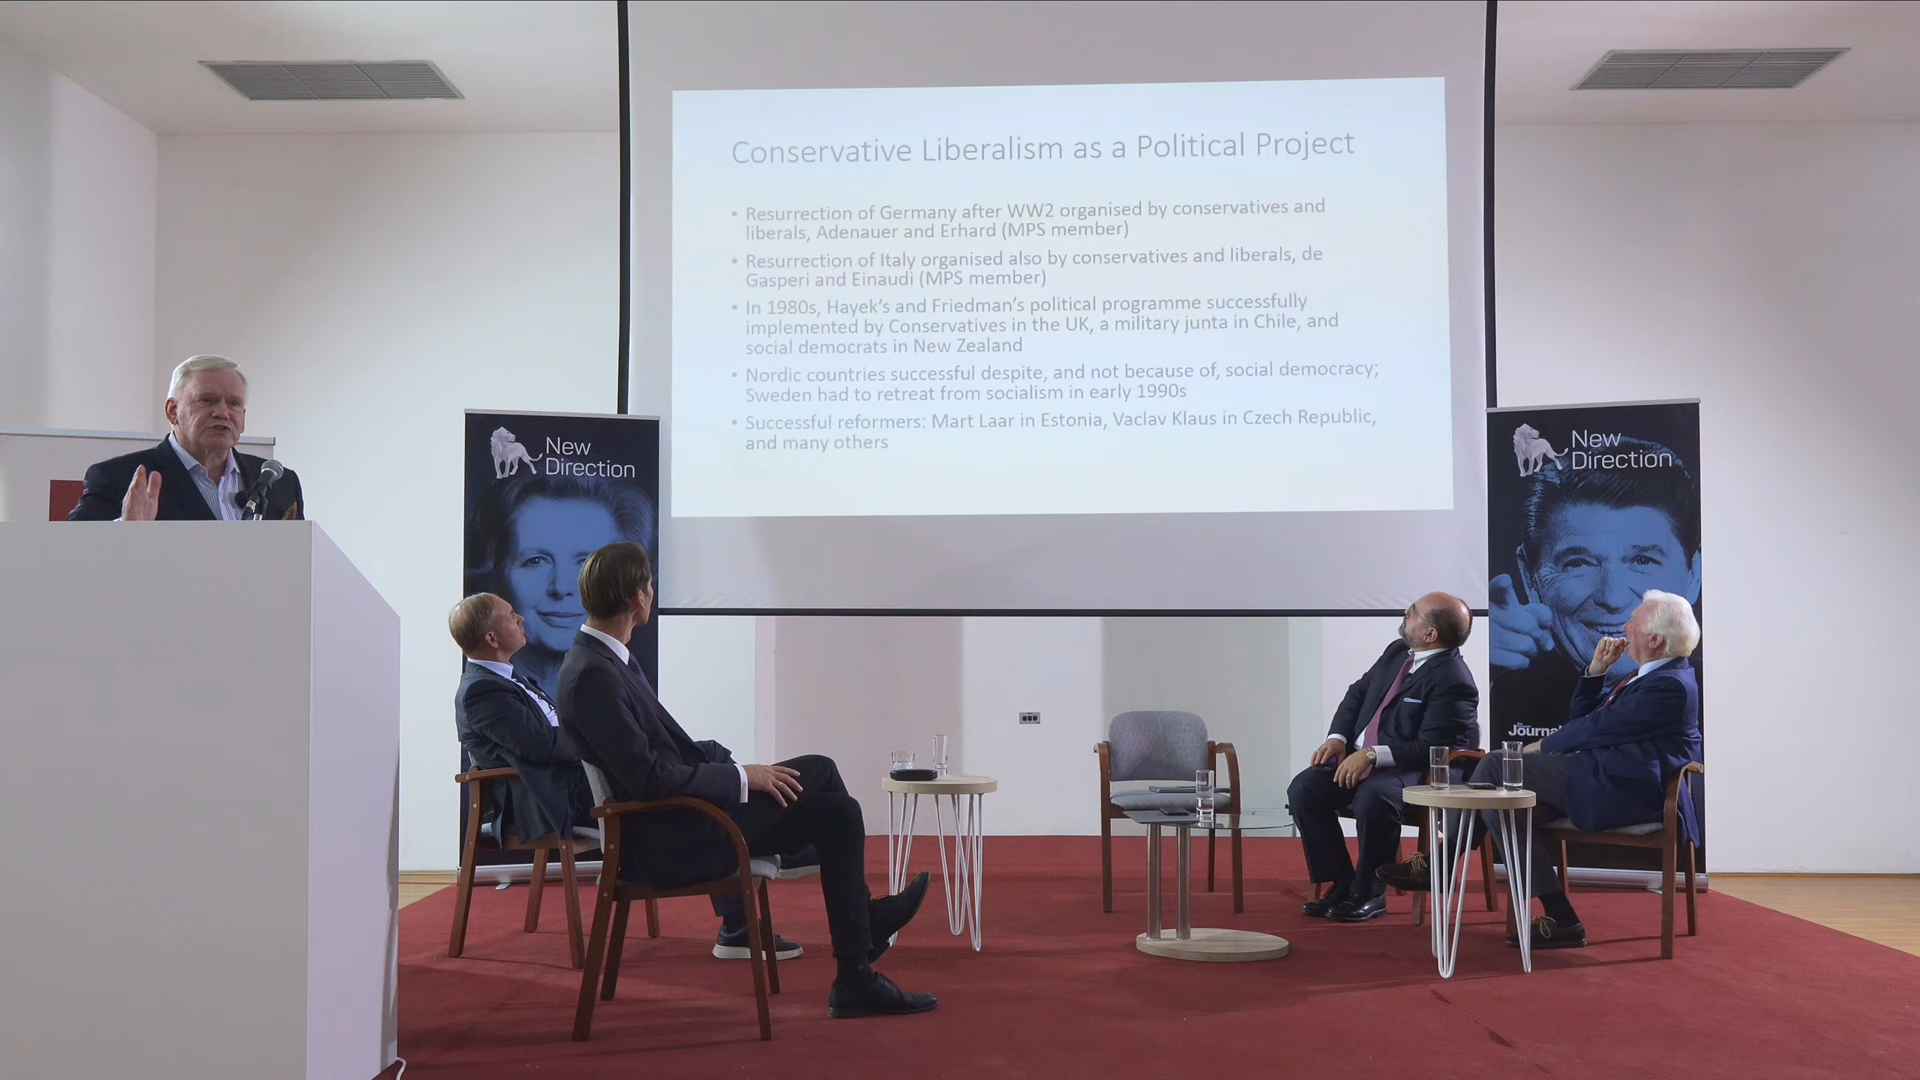 Conservative Liberalism as a Political Project
• Resurrection of Germany after WW2 organised by conservatives and
liberals, Adenauer and Erhard (MPS member)
• Resurrection of Italy organised also by conservatives and liberals, de
Gasperi and Einaudi (MPS member)
• In 1980s, Hayek's and Friedman's political programme successfully
implemented by Conservatives in the UK, a military junta in Chile, and
social democrats in New Zealand
• Nordic countries successful despite, and not because of, social democracy;
Sweden had to retreat from socialism in early 1990s
• Successful reformers: Mart Laar in Estonia, Vaclav Klaus in Czech Republic,
and many others
New
Direction
New
Direction
Journal